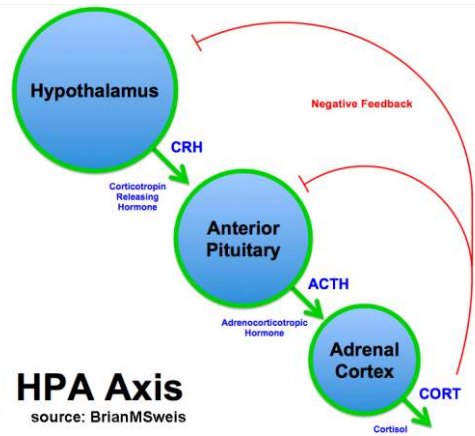 Hypothalamus
Negative Feedback
CRH
Corticotropin
Releasing
Hormone
Anterior
Pituitary
ACTH
Adrenocorticotropic
Hormone
Adrenal
Cortex
CORT
Cortisol
HPA Axis
source: BrianMSweis